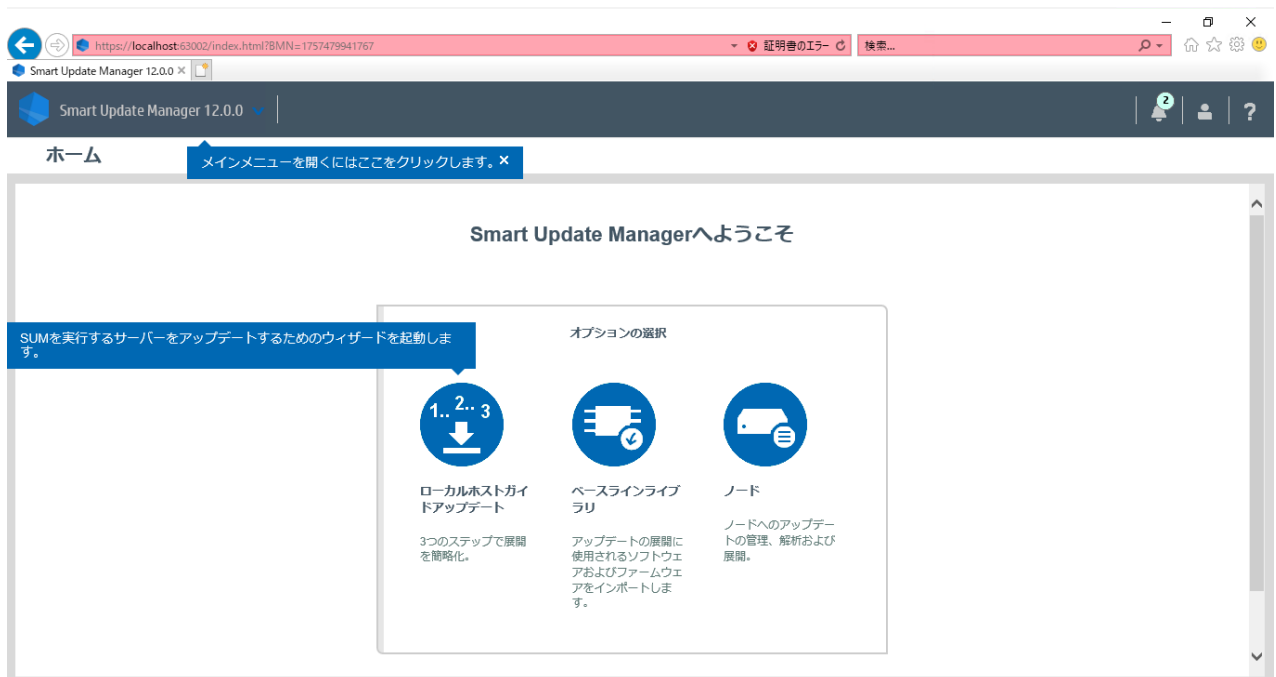 https://localhost:63002/index.html?BMN=1757479941767
証明書のエラー
検索...
Smart Update Manager 12.0.0
Smart Update Manager 12.0.0
2
?
ホーム
メインメニューを開くにはここをクリックします。
Smart Update Managerへようこそ
オプションの選択
SUMを実行するサーバーをアップデートするためのウィザードを起動しま
す。
1.. 2.. 3
ローカルホストガイ
ドアップデート
3つのステップで展開
を簡略化。
ベースラインライブ
ラリ
アップデートの展開に
使用されるソフトウェ
アおよびファームウェ
アをインポートしま
す。
ノード
ノードへのアップデー
トの管理、解析および
展開。